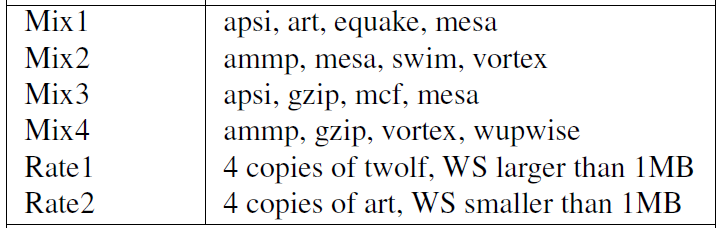 Mix1 apsi, art, equake, mesa
Mix2 ammp, mesa, swim, vortex
Mix3 apsi, gzip, mcf, mesa
Mix4 ammp, gzip, vortex, wupwise
Rate1 4 copies of twolf, WS larger than 1MB
Rate2 4 copies of art, WS smaller than 1MB